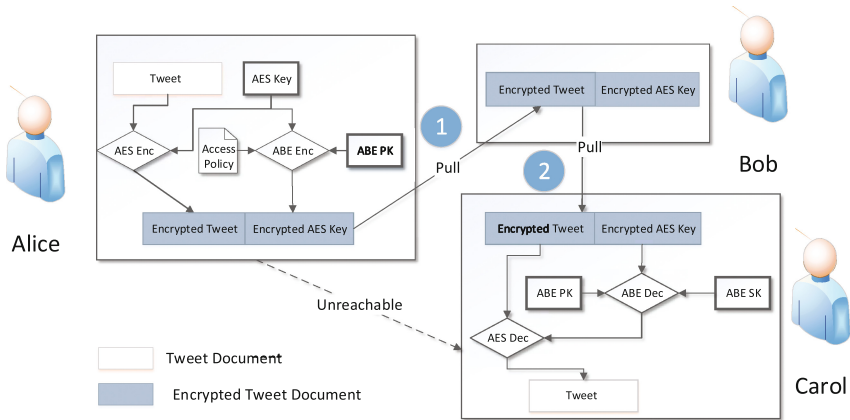 Tweet
AES Key
AES Enc
Access
Policy
ABE Enc
ABE PK
Encrypted Tweet
Encrypted AES Key
Alice
1
Pull
Encrypted Tweet
Encrypted AES Key
Bob
Pull
2
Encrypted Tweet
Encrypted AES Key
ABE PK
ABE Dec
ABE SK
AES Dec
Tweet
Carol
Unreachable
Tweet Document
Encrypted Tweet Document